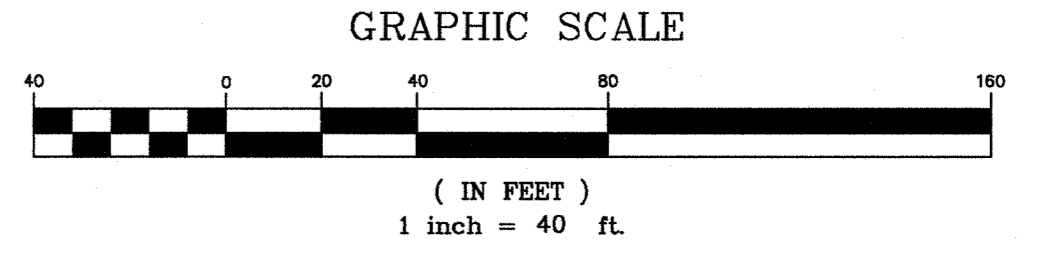 GRAPHIC SCALE
40 0 20 40 80 160
( IN FEET )
1 inch = 40 ft.